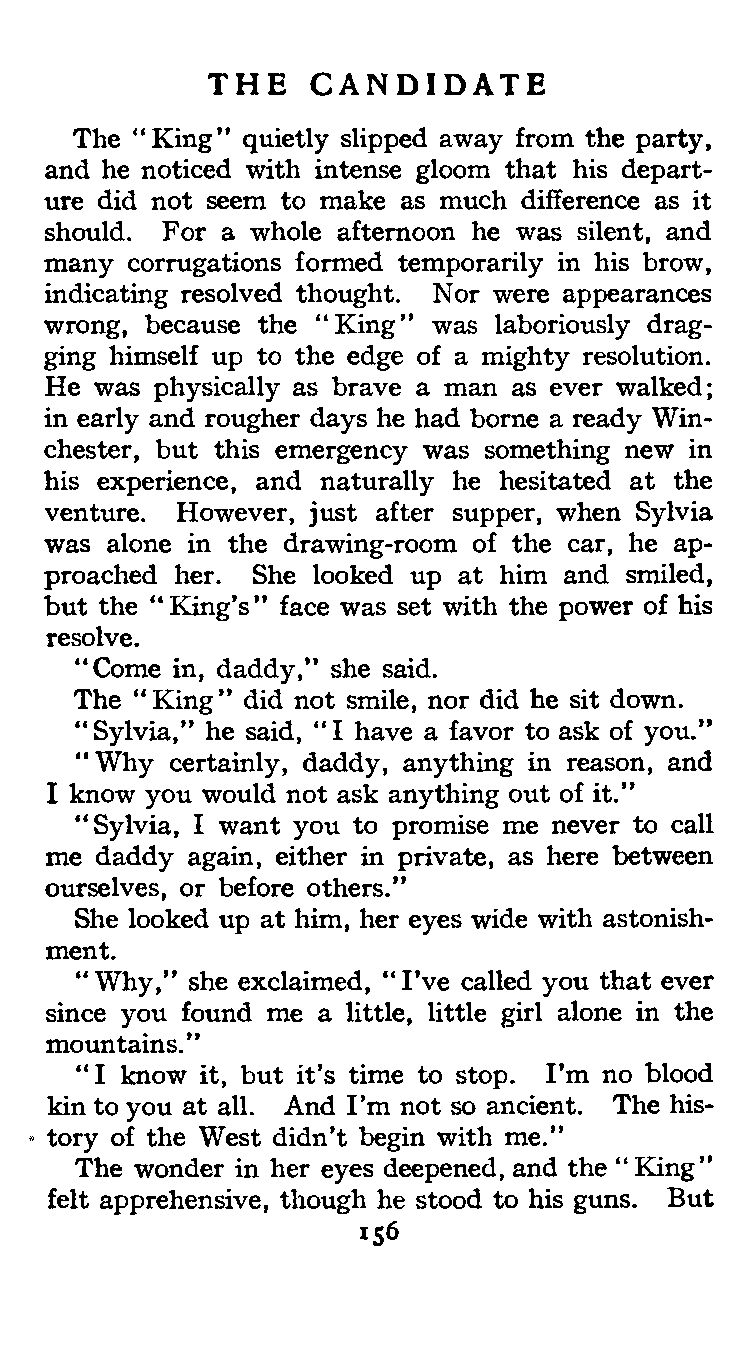 THE CANDIDATE
The "King" quietly slipped away from the party,
and he noticed with intense gloom that his depart-
ure did not seem to make as much difference as it
should. For a whole afternoon he was silent, and
many corrugations formed temporarily in his brow,
indicating resolved thought. Nor were appearances
wrong, because the "King" was laboriously drag-
ging himself up to the edge of a mighty resolution.
He was physically as brave a man as ever walked;
in early and rougher days he had borne a ready Win-
chester, but this emergency was something new in
his experience, and naturally he hesitated at the
venture. However, just after supper, when Sylvia
was alone in the drawing-room of the car, he ap-
proached her. She looked up at him and smiled,
but the "King's" face was set with the power of his
resolve.
"Come in, daddy," she said.
The "King" did not smile, nor did he sit down.
"Sylvia," he said, "I have a favor to ask of you."
"Why certainly, daddy, anything in reason, and
I know you would not ask anything out of it."
"Sylvia, I want you to promise me never to call
me daddy again, either in private, as here between
ourselves, or before others."
She looked up at him, her eyes wide with astonish-
ment.
"Why," she exclaimed, "I've called you that ever
since you found me a little, little girl alone in the
mountains."
"I know it, but it's time to stop. I'm no blood
kin to you at all. And I'm not so ancient. The his-
tory of the West didn't begin with me."
The wonder in her eyes deepened, and the "King"
felt apprehensive, though he stood to his guns. But
156